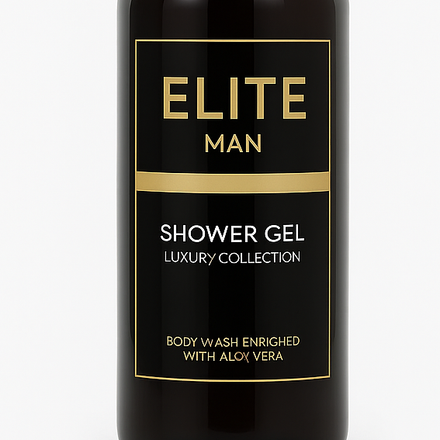 ELITE
MAN
SHOWER GEL
LUXURY COLLECTION
BODY WASH ENRIGHED
WITH ALOY VERA